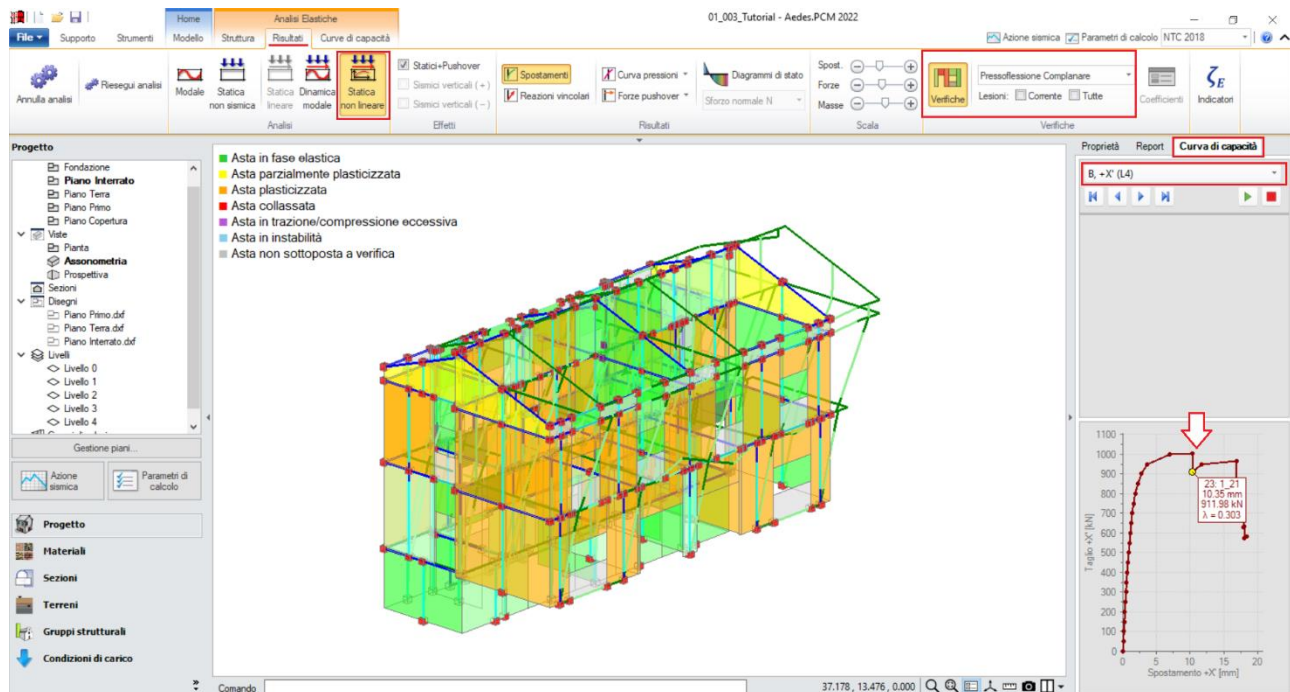 01_003_Tutorial - Aedes.PCM 2022
Home
Analisi Elastiche
File
Supporto
Strumenti
Modello
Struttura
Risultati
Curve di capacità
Azione sismica
Parametri di calcolo
NTC 2018
Annulla analisi
Riesegui analisi
Modale
Statica non sismica
Statica lineare
Dinamica modale
Statica non lineare
Analisi
Statici+Pushover
Sismici verticali (+)
Sismici verticali (−)
Effetti
Spostamenti
Reazioni vincolari
Curva pressioni
Forze pushover
Diagrammi di stato
Sforzo normale N
Risultati
Spost.
Forze
Masse
Scala
Verifiche
Pressoflessione Complanare
Lesioni:
Corrente
Tutte
Coefficienti
Verifiche
ζE
Indicatori
Progetto
Fondazione
Piano Interrato
Piano Terra
Piano Primo
Piano Copertura
Viste
Pianta
Assonometria
Prospettiva
Sezioni
Disegni
Piano Primo.dxf
Piano Terra.dxf
Piano Interrato.dxf
Livelli
Livello 0
Livello 1
Livello 2
Livello 3
Livello 4
Gestione piani...
Azione sismica
Parametri di calcolo
Progetto
Materiali
Sezioni
Terreni
Gruppi strutturali
Condizioni di carico
Asta in fase elastica
Asta parzialmente plasticizzata
Asta plasticizzata
Asta collassata
Asta in trazione/compressione eccessiva
Asta in instabilità
Asta non sottoposta a verifica
Comando
37.178 , 13.476 , 0.000
Proprietà
Report
Curva di capacità
B, +X' (L4)
1100
1000
900
800
700
600
500
400
300
200
100
0
Taglio +X' [kN]
23: 1_21
10.35 mm
911.98 kN
λ = 0.303
0
5
10
15
20
Spostamento +X' [mm]